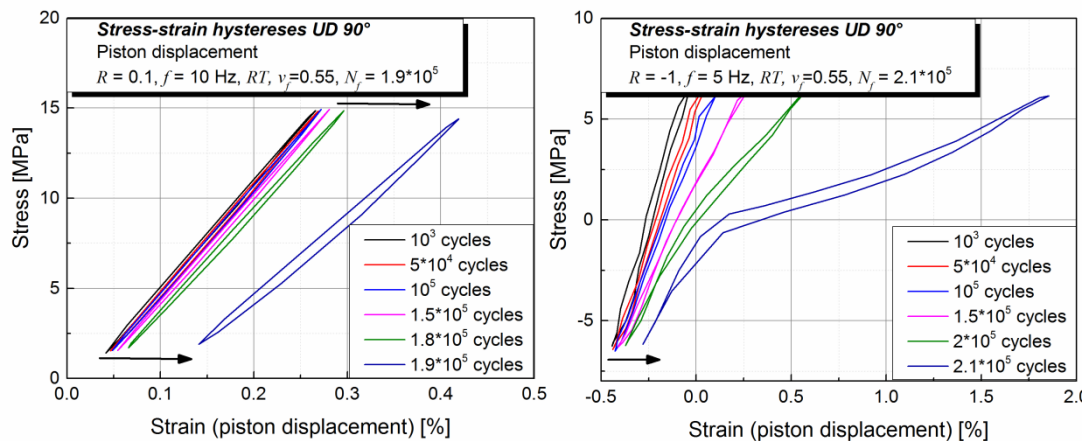 Stress-strain hystereses UD 90°
Piston displacement
R = 0.1, f = 10 Hz, RT, v_f=0.55, N_f = 1.9*10^5
20
15
10
5
0
Stress [MPa]
10^3 cycles
5*10^4 cycles
10^5 cycles
1.5*10^5 cycles
1.8*10^5 cycles
1.9*10^5 cycles
0.0 0.1 0.2 0.3 0.4 0.5
Strain (piston displacement) [%]
Stress-strain hystereses UD 90°
Piston displacement
R = -1, f = 5 Hz, RT, v_f=0.55, N_f = 2.1*10^5
10
5
0
-5
Stress [MPa]
10^3 cycles
5*10^4 cycles
10^5 cycles
1.5*10^5 cycles
2*10^5 cycles
2.1*10^5 cycles
-0.5 0.0 0.5 1.0 1.5 2.0
Strain (piston displacement) [%]